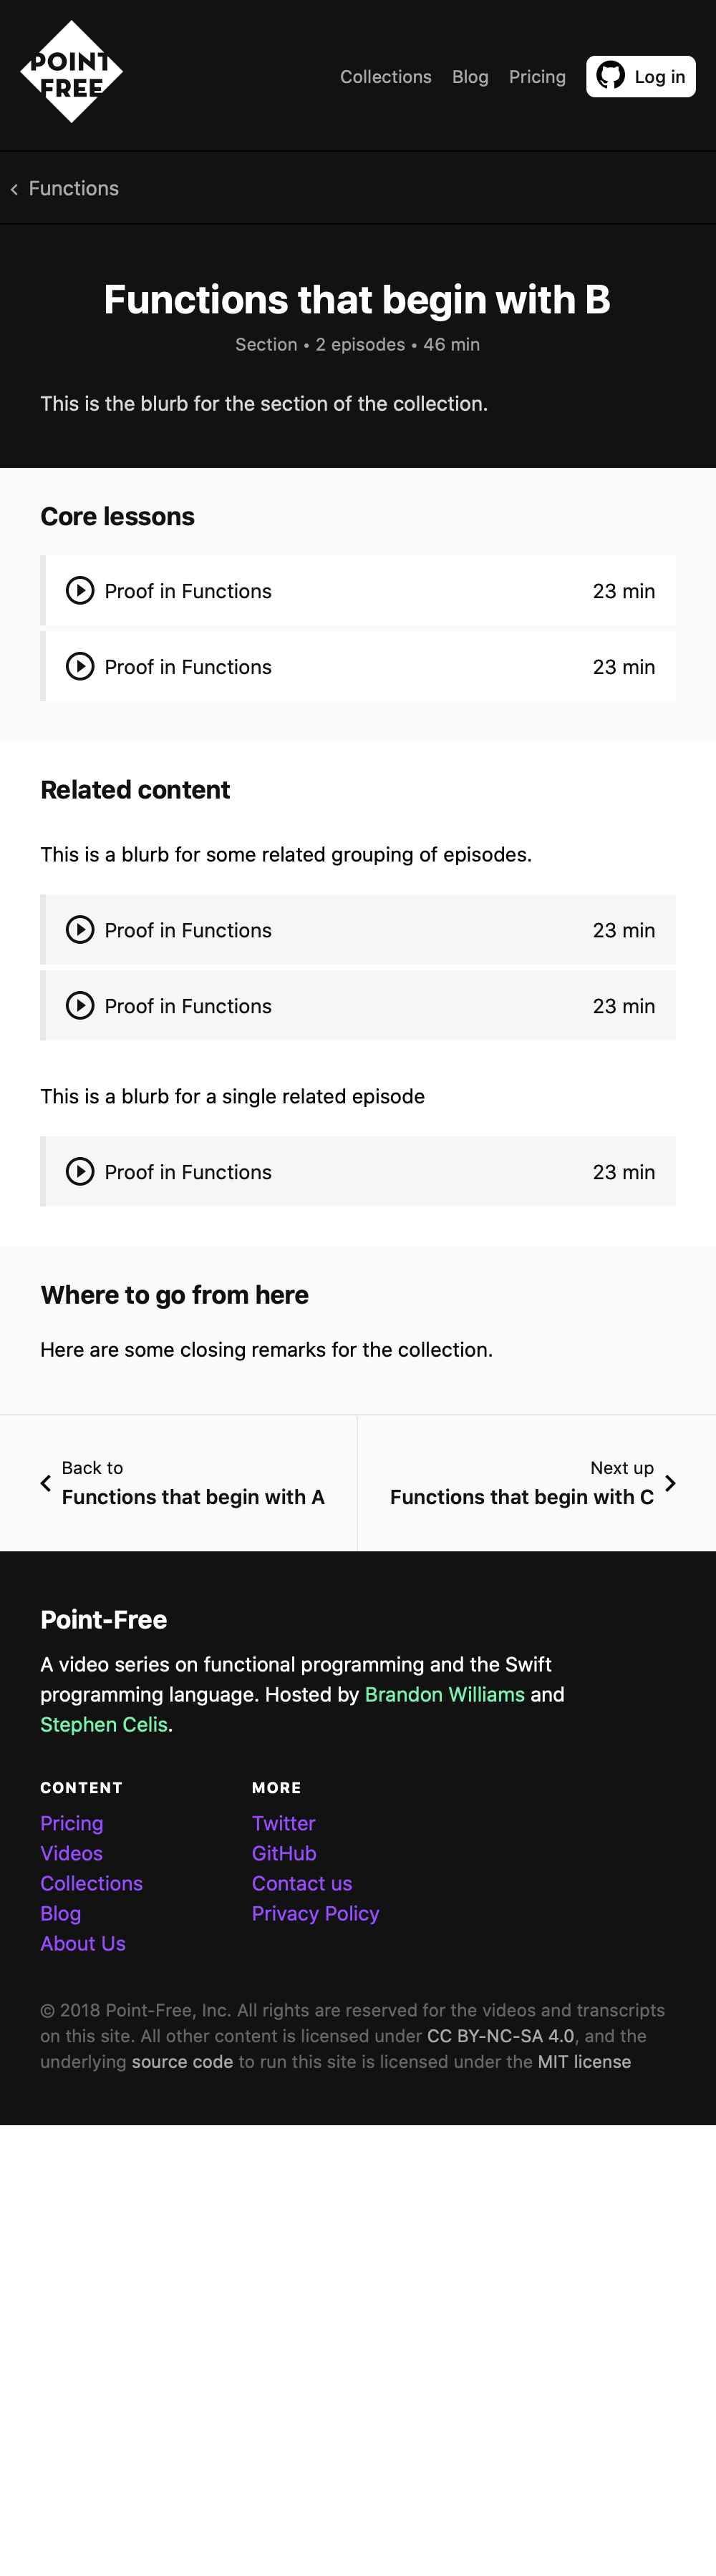 POINT
FREE
Collections Blog Pricing Log in
Functions
Functions that begin with B
Section • 2 episodes • 46 min
This is the blurb for the section of the collection.
Core lessons
Proof in Functions 23 min
Proof in Functions 23 min
Related content
This is a blurb for some related grouping of episodes.
Proof in Functions 23 min
Proof in Functions 23 min
This is a blurb for a single related episode
Proof in Functions 23 min
Where to go from here
Here are some closing remarks for the collection.
Back to
Functions that begin with A
Next up
Functions that begin with C
Point-Free
A video series on functional programming and the Swift
programming language. Hosted by Brandon Williams and
Stephen Celis.
CONTENT
Pricing
Videos
Collections
Blog
About Us
MORE
Twitter
GitHub
Contact us
Privacy Policy
© 2018 Point-Free, Inc. All rights are reserved for the videos and transcripts
on this site. All other content is licensed under CC BY-NC-SA 4.0, and the
underlying source code to run this site is licensed under the MIT license